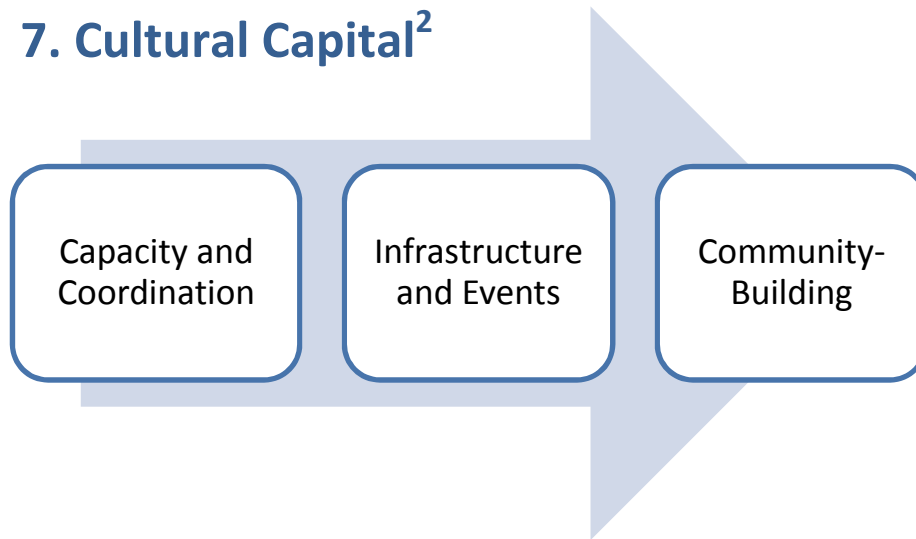 7. Cultural Capital²
Capacity and
Coordination
Infrastructure
and Events
Community-
Building